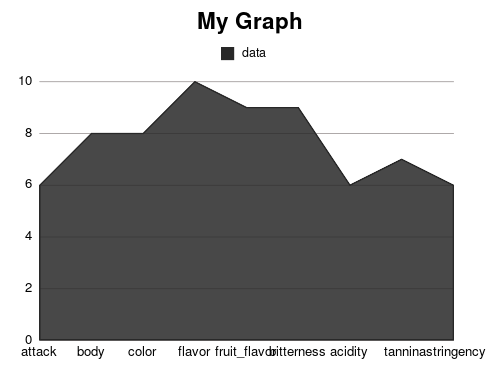 My Graph
data
10
8
6
4
2
0
attack body color flavor fruit_flavor bitterness acidity tannin astringency